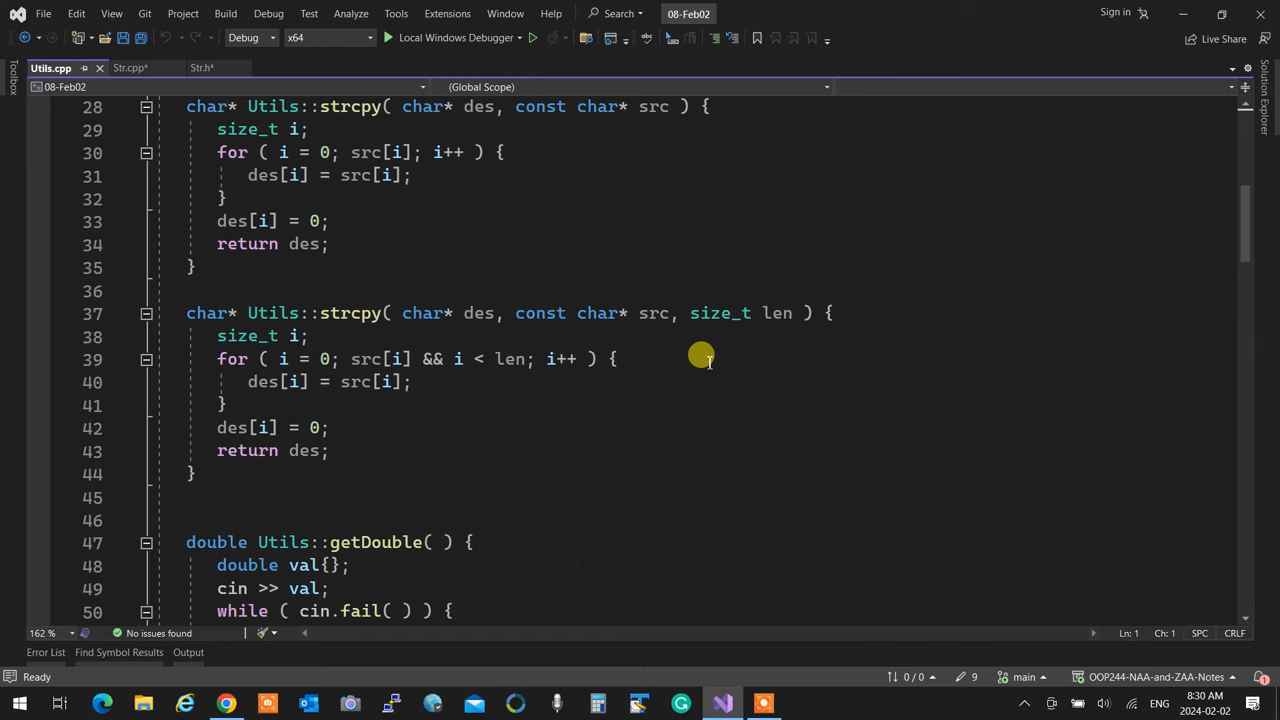 File Edit View Git Project Build Debug Test Analyze Tools Extensions Window Help Search 08-Feb02 Sign in
Debug x64 Local Windows Debugger Live Share
Utils.cpp Str.cpp* Str.h*
08-Feb02 (Global Scope)
Toolbox
Solution Explorer
28 char* Utils::strcpy( char* des, const char* src ) {
29 size_t i;
30 for ( i = 0; src[i]; i++ ) {
31 des[i] = src[i];
32 }
33 des[i] = 0;
34 return des;
35 }
36
37 char* Utils::strcpy( char* des, const char* src, size_t len ) {
38 size_t i;
39 for ( i = 0; src[i] && i < len; i++ ) {
40 des[i] = src[i];
41 }
42 des[i] = 0;
43 return des;
44 }
45
46
47 double Utils::getDouble( ) {
48 double val{};
49 cin >> val;
50 while ( cin.fail( ) ) {
162 % No issues found Ln: 1 Ch: 1 SPC CRLF
Error List Find Symbol Results Output
Ready 0 / 0 9 main OOP244-NAA-and-ZAA-Notes 1
ENG 8:30 AM 2024-02-02